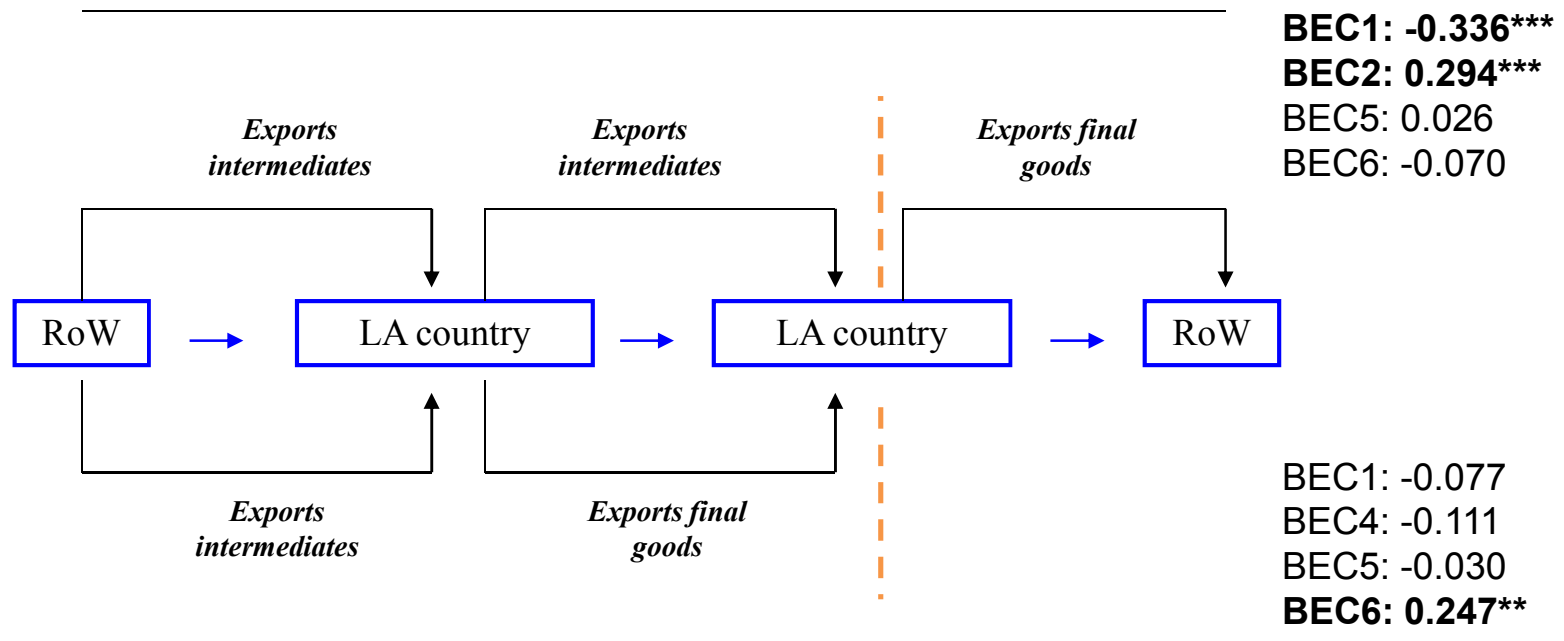 BEC1: -0.336***
BEC2: 0.294***
BEC5: 0.026
BEC6: -0.070
Exports
intermediates
Exports
intermediates
Exports final
goods
RoW
LA country
LA country
RoW
Exports
intermediates
Exports final
goods
BEC1: -0.077
BEC4: -0.111
BEC5: -0.030
BEC6: 0.247**